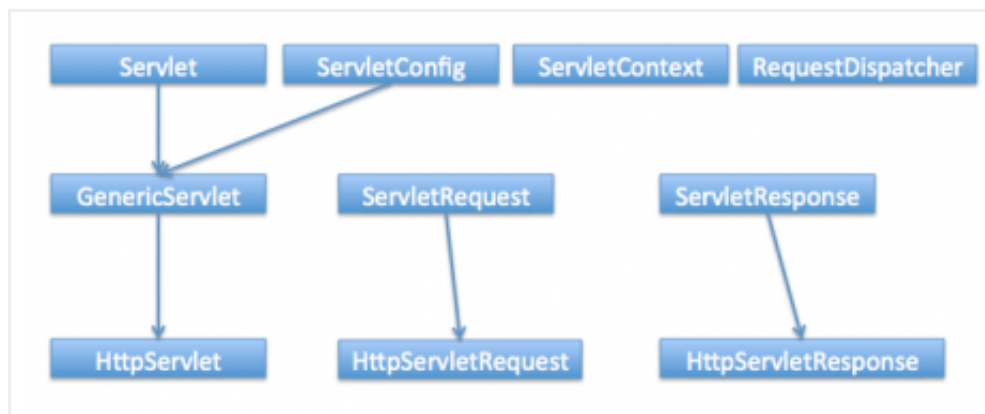 Servlet
ServletConfig
ServletContext
RequestDispatcher
GenericServlet
ServletRequest
ServletResponse
HttpServlet
HttpServletRequest
HttpServletResponse